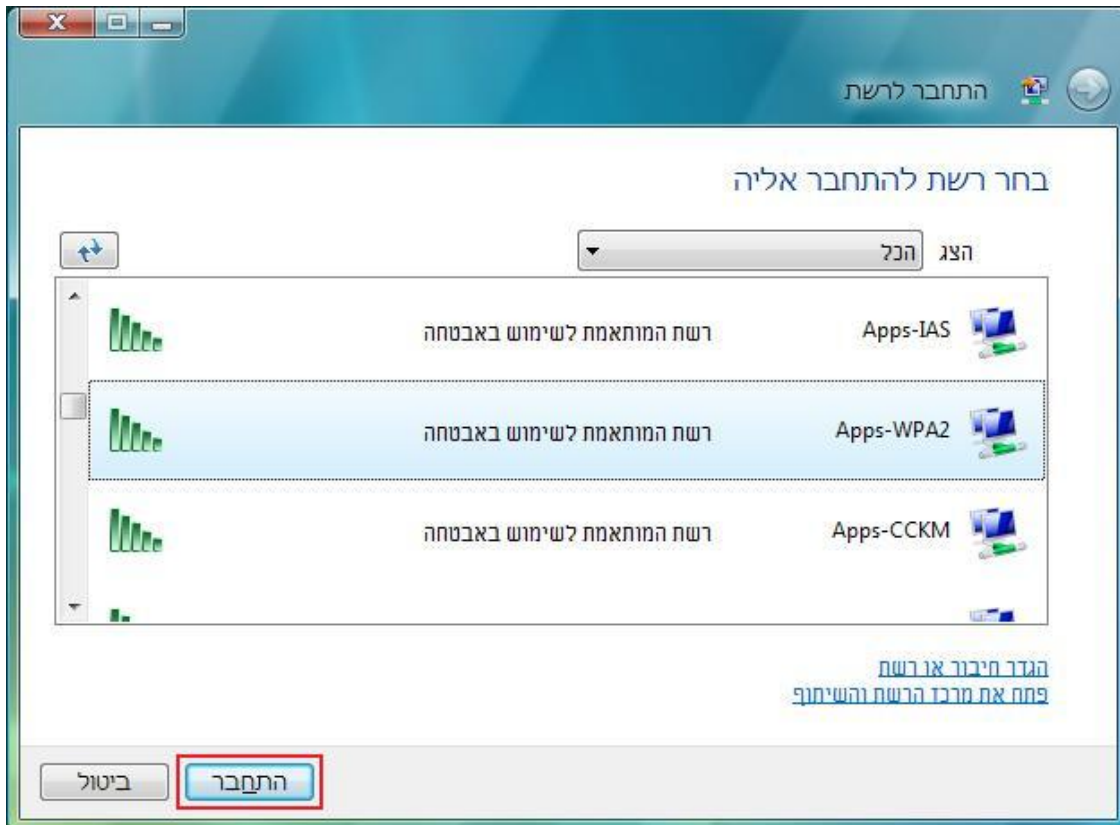 התחבר לרשת
בחר רשת להתחבר אליה
הצג הכל
Apps-IAS רשת המותאמת לשימוש באבטחה
Apps-WPA2 רשת המותאמת לשימוש באבטחה
Apps-CCKM רשת המותאמת לשימוש באבטחה
הגדר חיבור או רשת
פתח את מרכז הרשת והשיתוף
התחבר ביטול